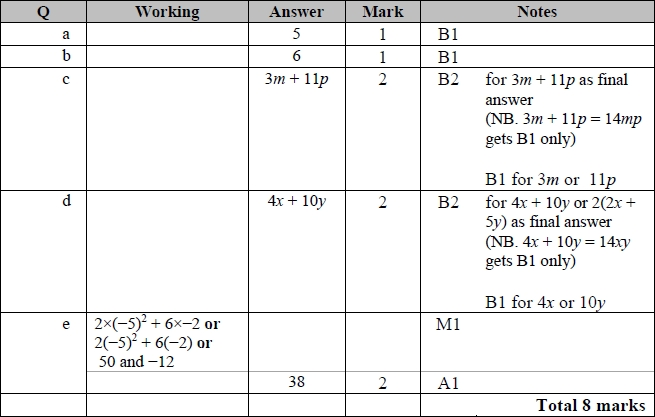 Q Working Answer Mark Notes
a 5 1 B1
b 6 1 B1
c 3m + 11p 2 B2 for 3m + 11p as final
answer
(NB. 3m + 11p = 14mp
gets B1 only)
B1 for 3m or 11p
d 4x + 10y 2 B2 for 4x + 10y or 2(2x +
5y) as final answer
(NB. 4x + 10y = 14xy
gets B1 only)
B1 for 4x or 10y
e 2×(−5)² + 6×−2 or M1
2(−5)² + 6(−2) or
50 and −12
38 2 A1
Total 8 marks